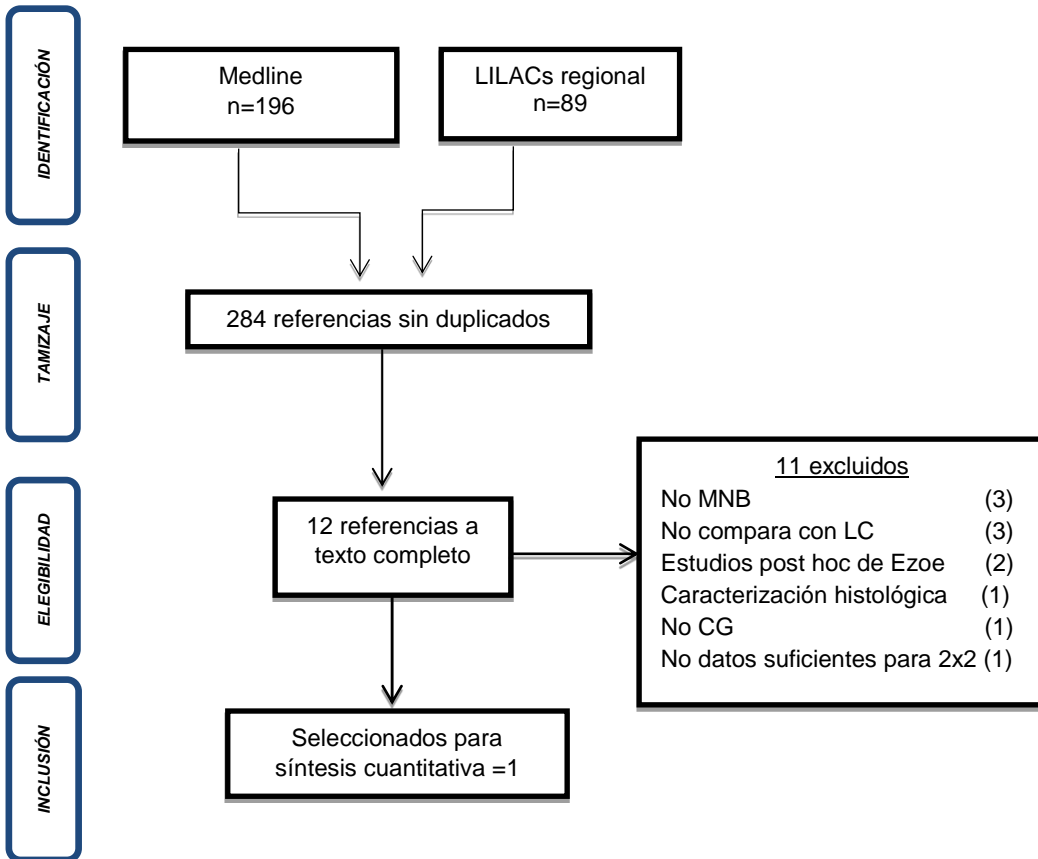 IDENTIFICACIÓN
Medline
n=196
LILACs regional
n=89
TAMIZAJE
284 referencias sin duplicados
ELEGIBILIDAD
12 referencias a
texto completo
11 excluidos
No MNB (3)
No compara con LC (3)
Estudios post hoc de Ezoe (2)
Caracterización histológica (1)
No CG (1)
No datos suficientes para 2x2 (1)
INCLUSIÓN
Seleccionados para
síntesis cuantitativa =1